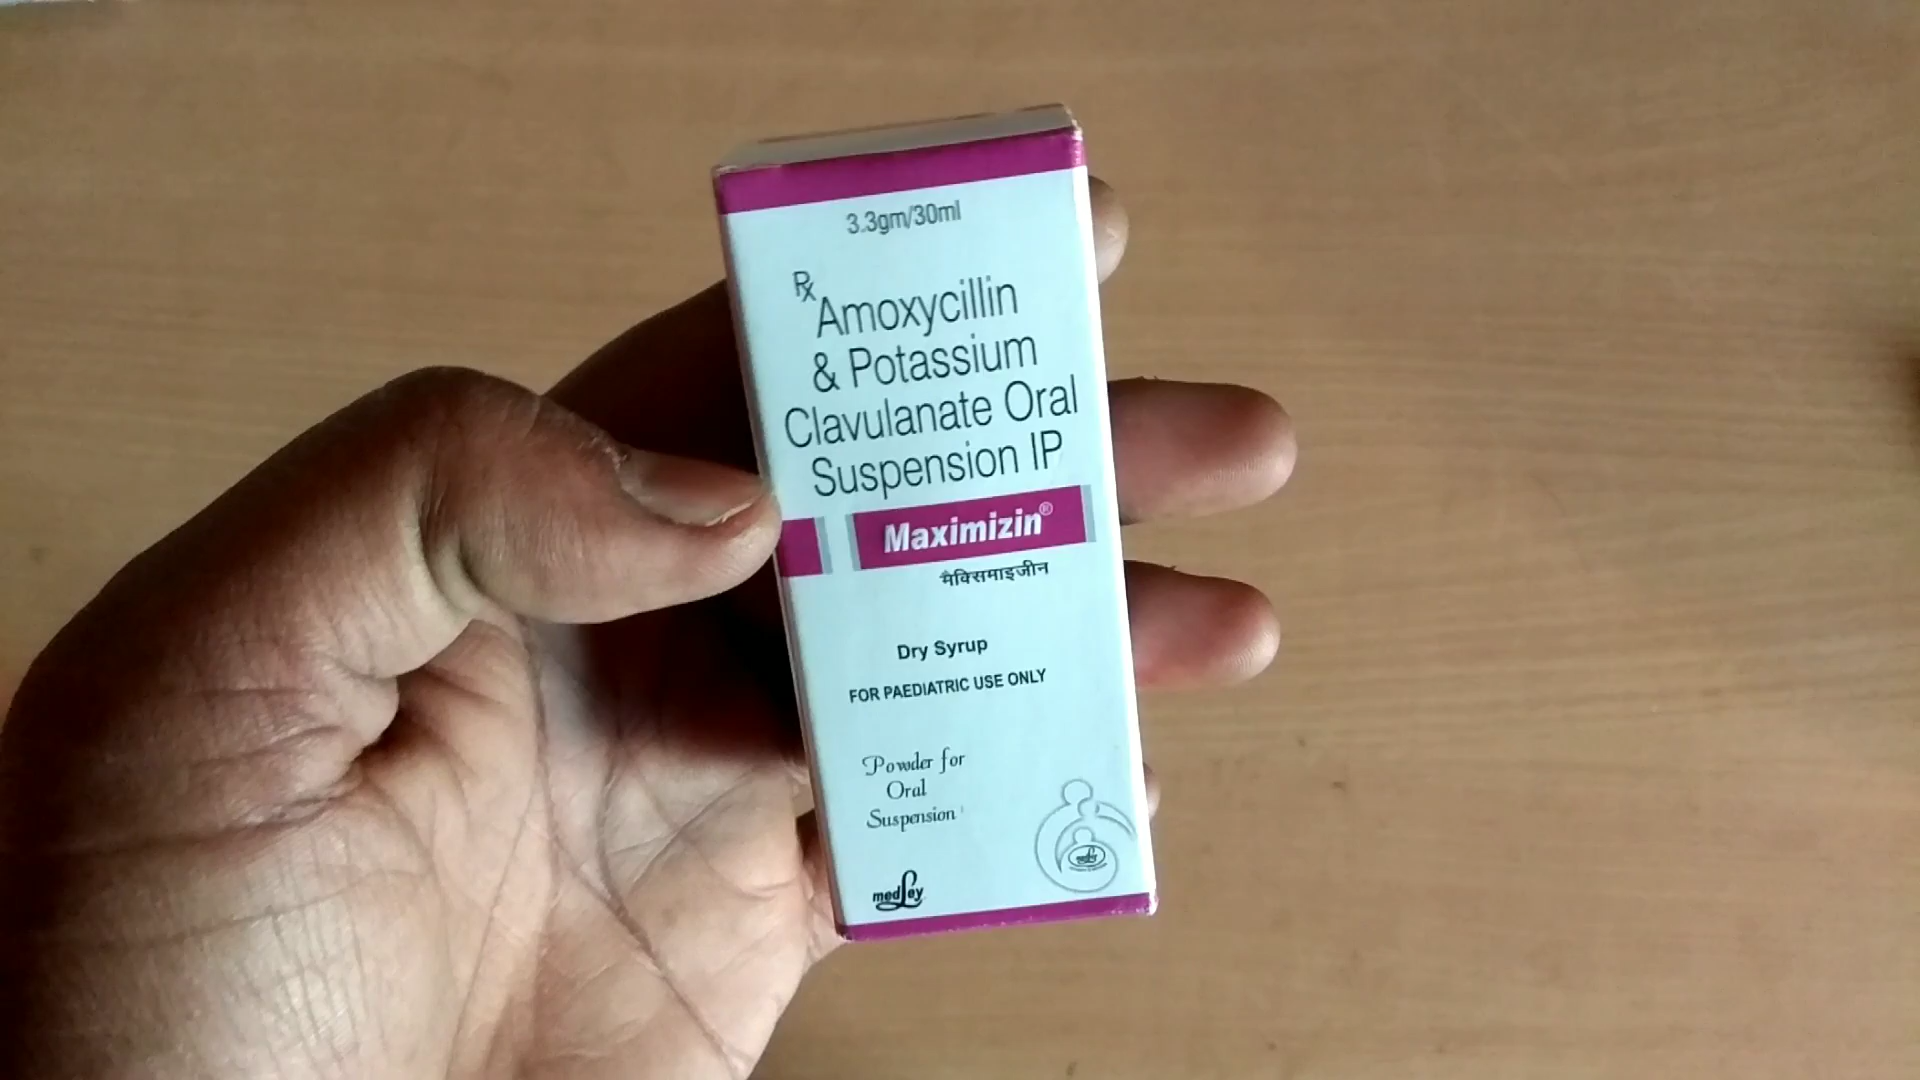 3.3gm/30ml
Rx
Amoxycillin
& Potassium
Clavulanate Oral
Suspension IP
Maximizin®
मैक्सिमाइजीन
Dry Syrup
FOR PAEDIATRIC USE ONLY
Powder for
Oral
Suspension
medley